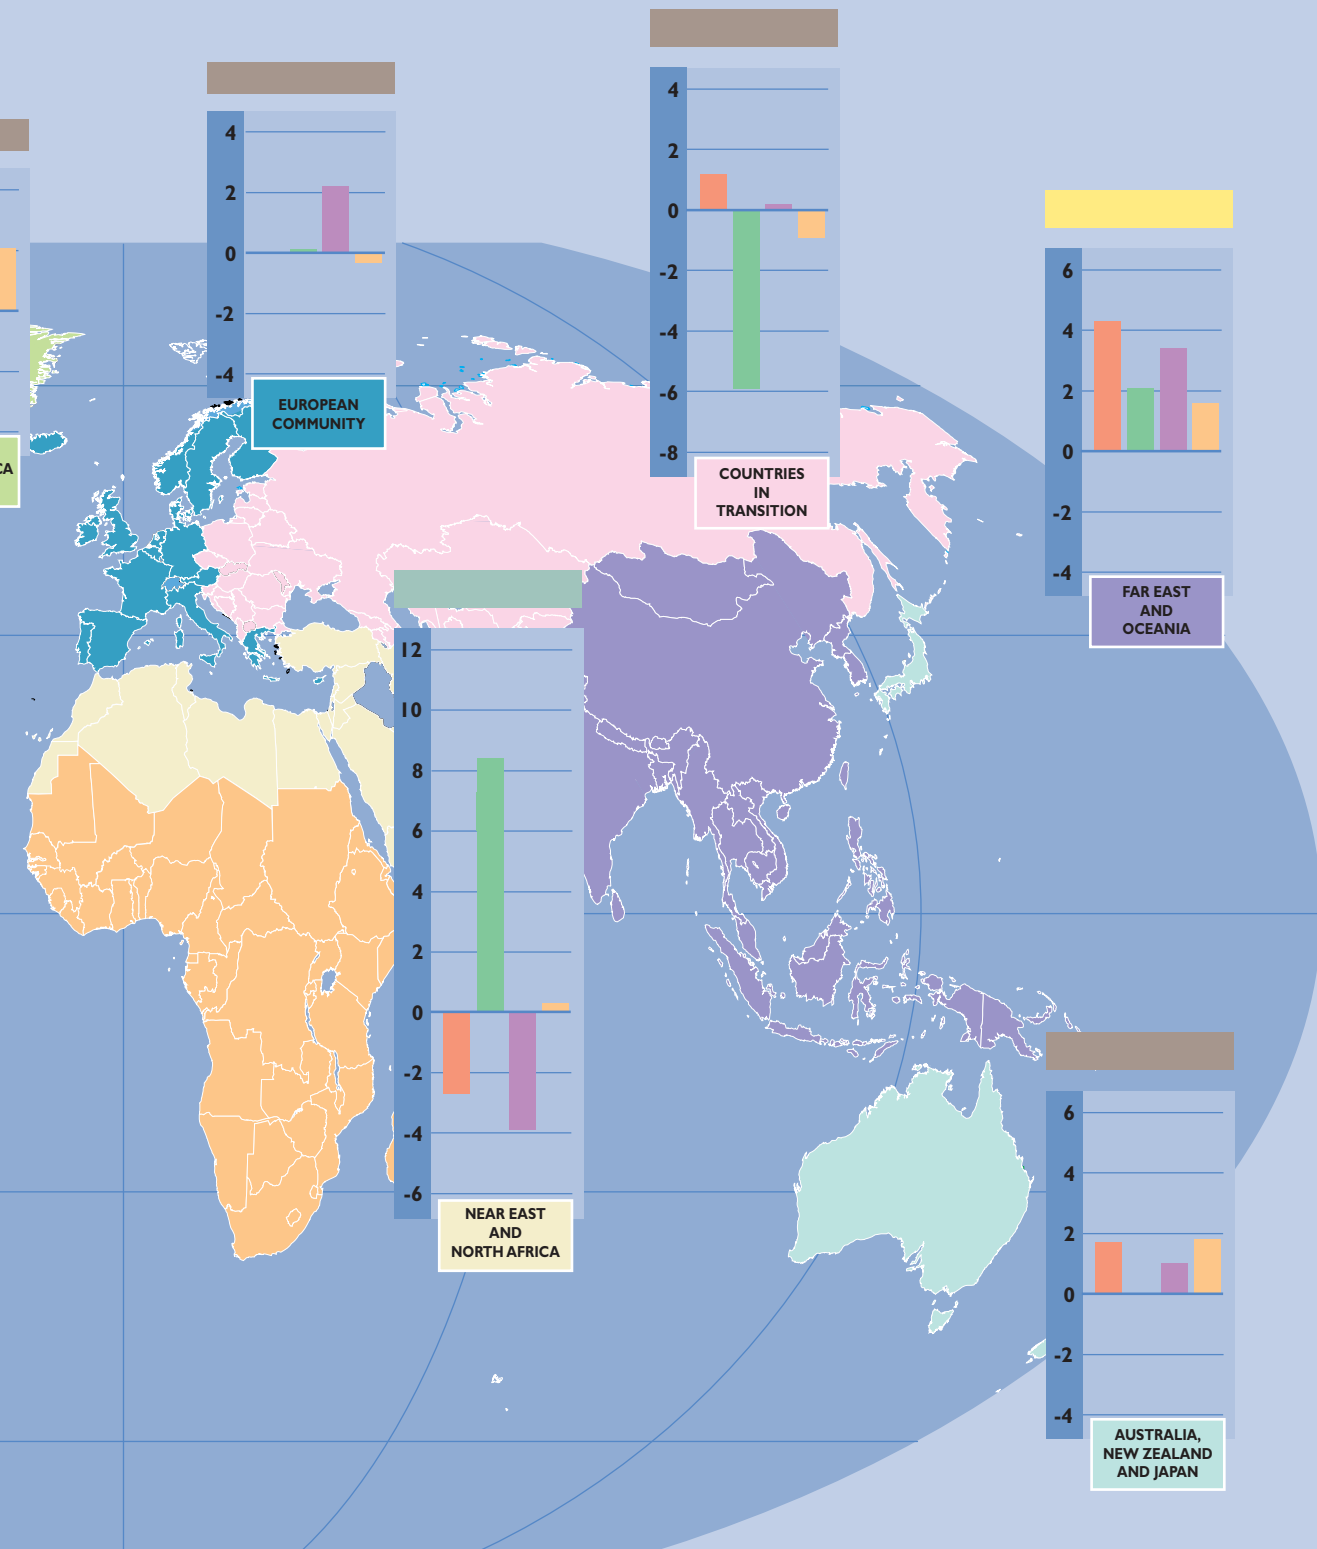 4
2
0
-2
-4
EUROPEAN
COMMUNITY
4
2
0
-2
-4
-6
-8
COUNTRIES
IN
TRANSITION
6
4
2
0
-2
-4
FAR EAST
AND
OCEANIA
CA
12
10
8
6
4
2
0
-2
-4
-6
NEAR EAST
AND
NORTH AFRICA
6
4
2
0
-2
-4
AUSTRALIA,
NEW ZEALAND
AND JAPAN